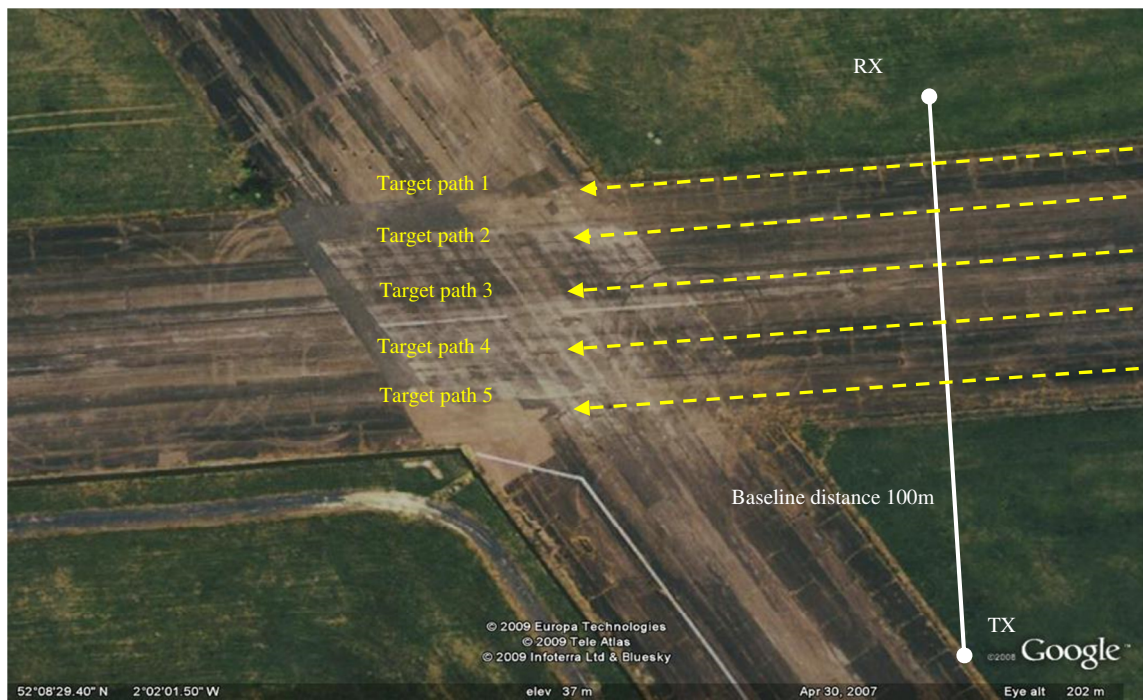 RX
Target path 1
Target path 2
Target path 3
Target path 4
Target path 5
Baseline distance 100m
TX
© 2009 Europa Technologies
© 2009 Tele Atlas
© 2009 Infoterra Ltd & Bluesky
©2008 Google™
52°08'29.40" N 2°02'01.50" W elev 37 m Apr 30, 2007 Eye alt 202 m